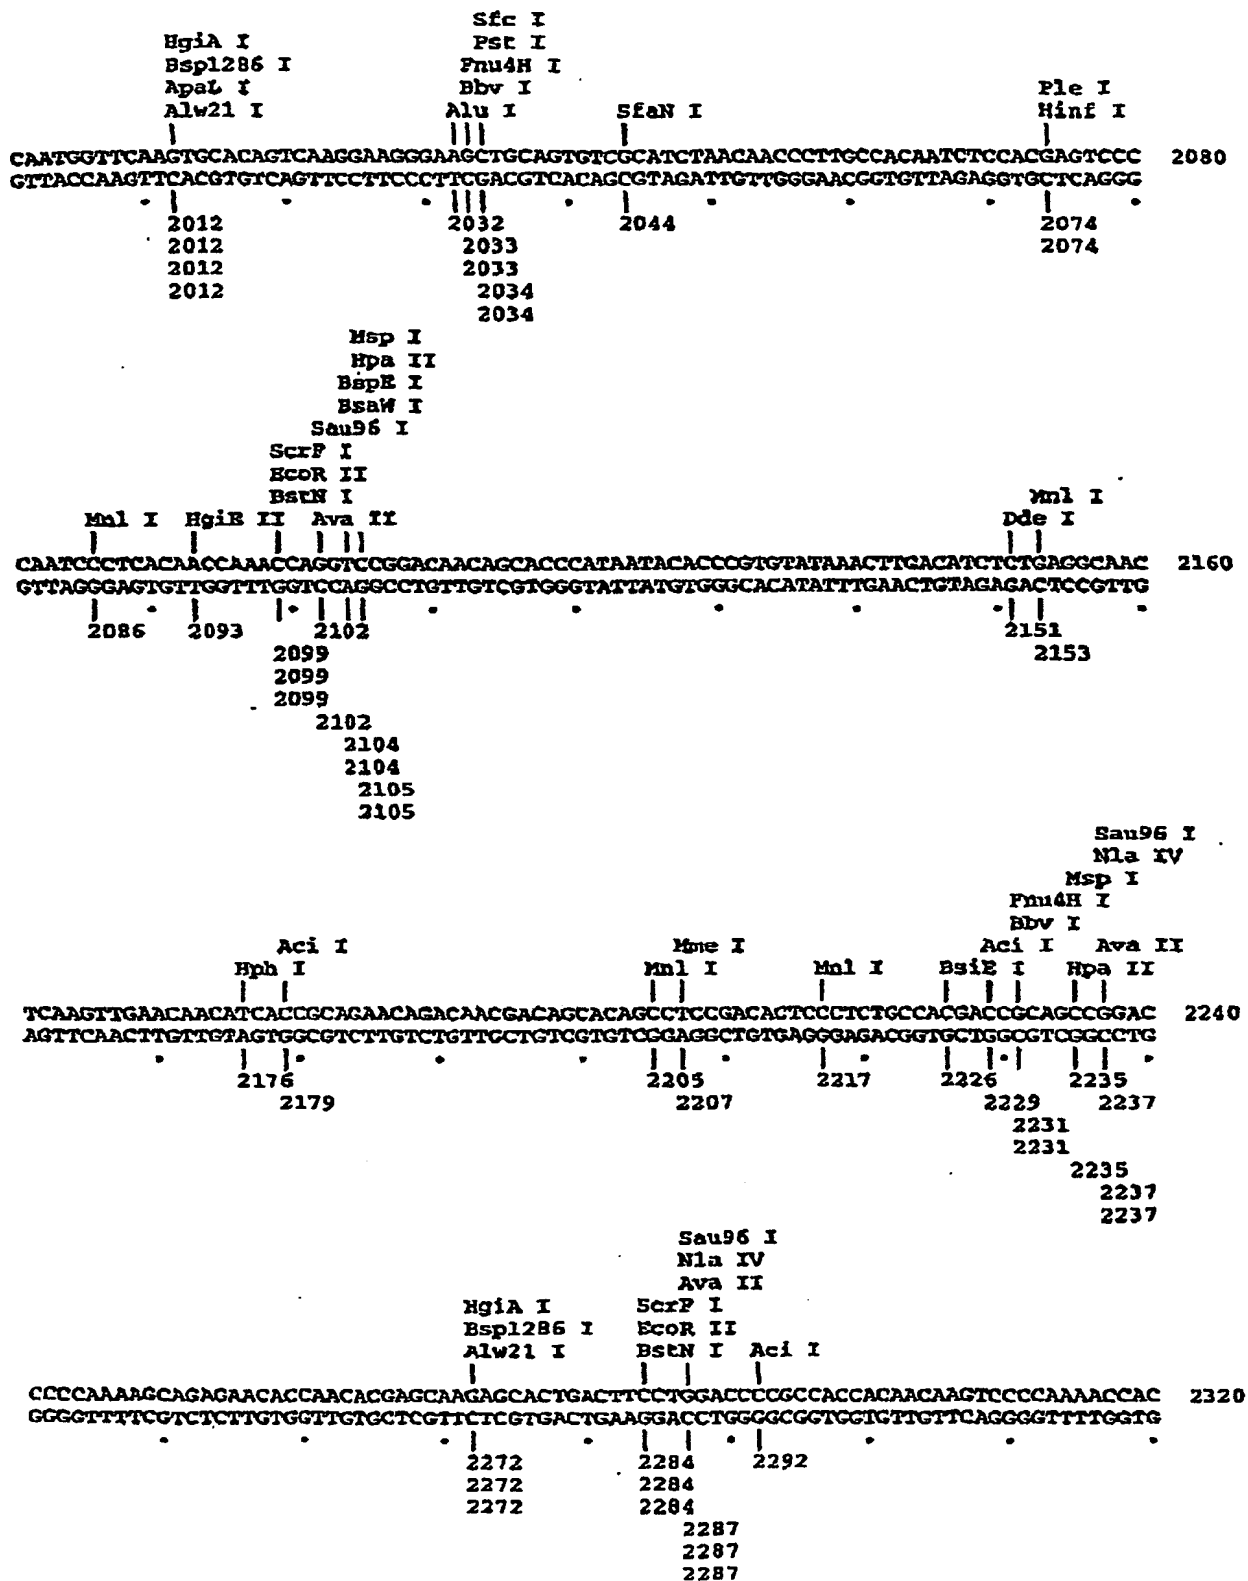 Sfc I
HgiA I Pst I
Bsp1286 I Fnu4H I
ApaL I Bbv I Ple I
Alw21 I Alu I SfaN I Hinf I
CAATGGTTCAAGTGCACAGTCAAGGAAGGGAAGCTGCAGTGTCGCATCTAACAACCCTTGCCACAATCTCCACGAGTCCC 2080
GTTACCAAGTTCACGTGTCAGTTCCTTCCCTTCGACGTCACAGCGTAGATTGTTGGGAACGGTGTTAGAGGTGCTCAGGG
2012 2032 2044 2074
2012 2033 2074
2012 2033
2012 2034
2034
Msp I
Hpa II
BspE I
BsaW I
Sau96 I
ScrF I
EcoR II
BstN I Mnl I
Mnl I HgiE II Ava II Dde I
CAATCCCTCACAACCAAACCAGGTCCGGACAACAGCACCCATAATACACCCGTGTATAAACTTGACATCTCTGAGGCAAC 2160
GTTAGGGAGTGTTGGTTTGGTCCAGGCCTGTTGTCGTGGGTATTATGTGGGCACATATTTGAACTGTAGAGACTCCGTTG
2086 2093 2102 2151
2099 2153
2099
2099
2102
2104
2104
2105
2105
Sau96 I
Nla IV
Msp I
Fnu4H I
Bbv I
Aci I Mme I Aci I Ava II
Hph I Mnl I Mnl I BsiE I Hpa II
TCAAGTTGAACAACATCACCGCAGAACAGACAACGACAGCACAGCCTCCGACACTCCCTCTGCCACGACCGCAGCCGGAC 2240
AGTTCAACTTGTTGTAGTGGCGTCTTGTCTGTTGCTGTCGTGTCGGAGGCTGTGAGGGAGACGGTGCTGGCGTCGGCCTG
2176 2205 2217 2226 2235
2179 2207 2229 2237
2231
2231
2235
2237
2237
Sau96 I
Nla IV
Ava II
HgiA I ScrF I
Bsp1286 I EcoR II
Alw21 I BstN I Aci I
CCCCAAAAGCAGAGAACACCAACACGAGCAAGAGCACTGACTTCCTGGACCCCGCCACCACAACAAGTCCCCAAAACCAC 2320
GGGGTTTTCGTCTCTTGTGGTTGTGCTCGTTCTCGTGACTGAAGGACCTGGGGCGGTGGTGTTGTTCAGGGGTTTTGGTG
2272 2284 2292
2272 2284
2272 2284
2287
2287
2287